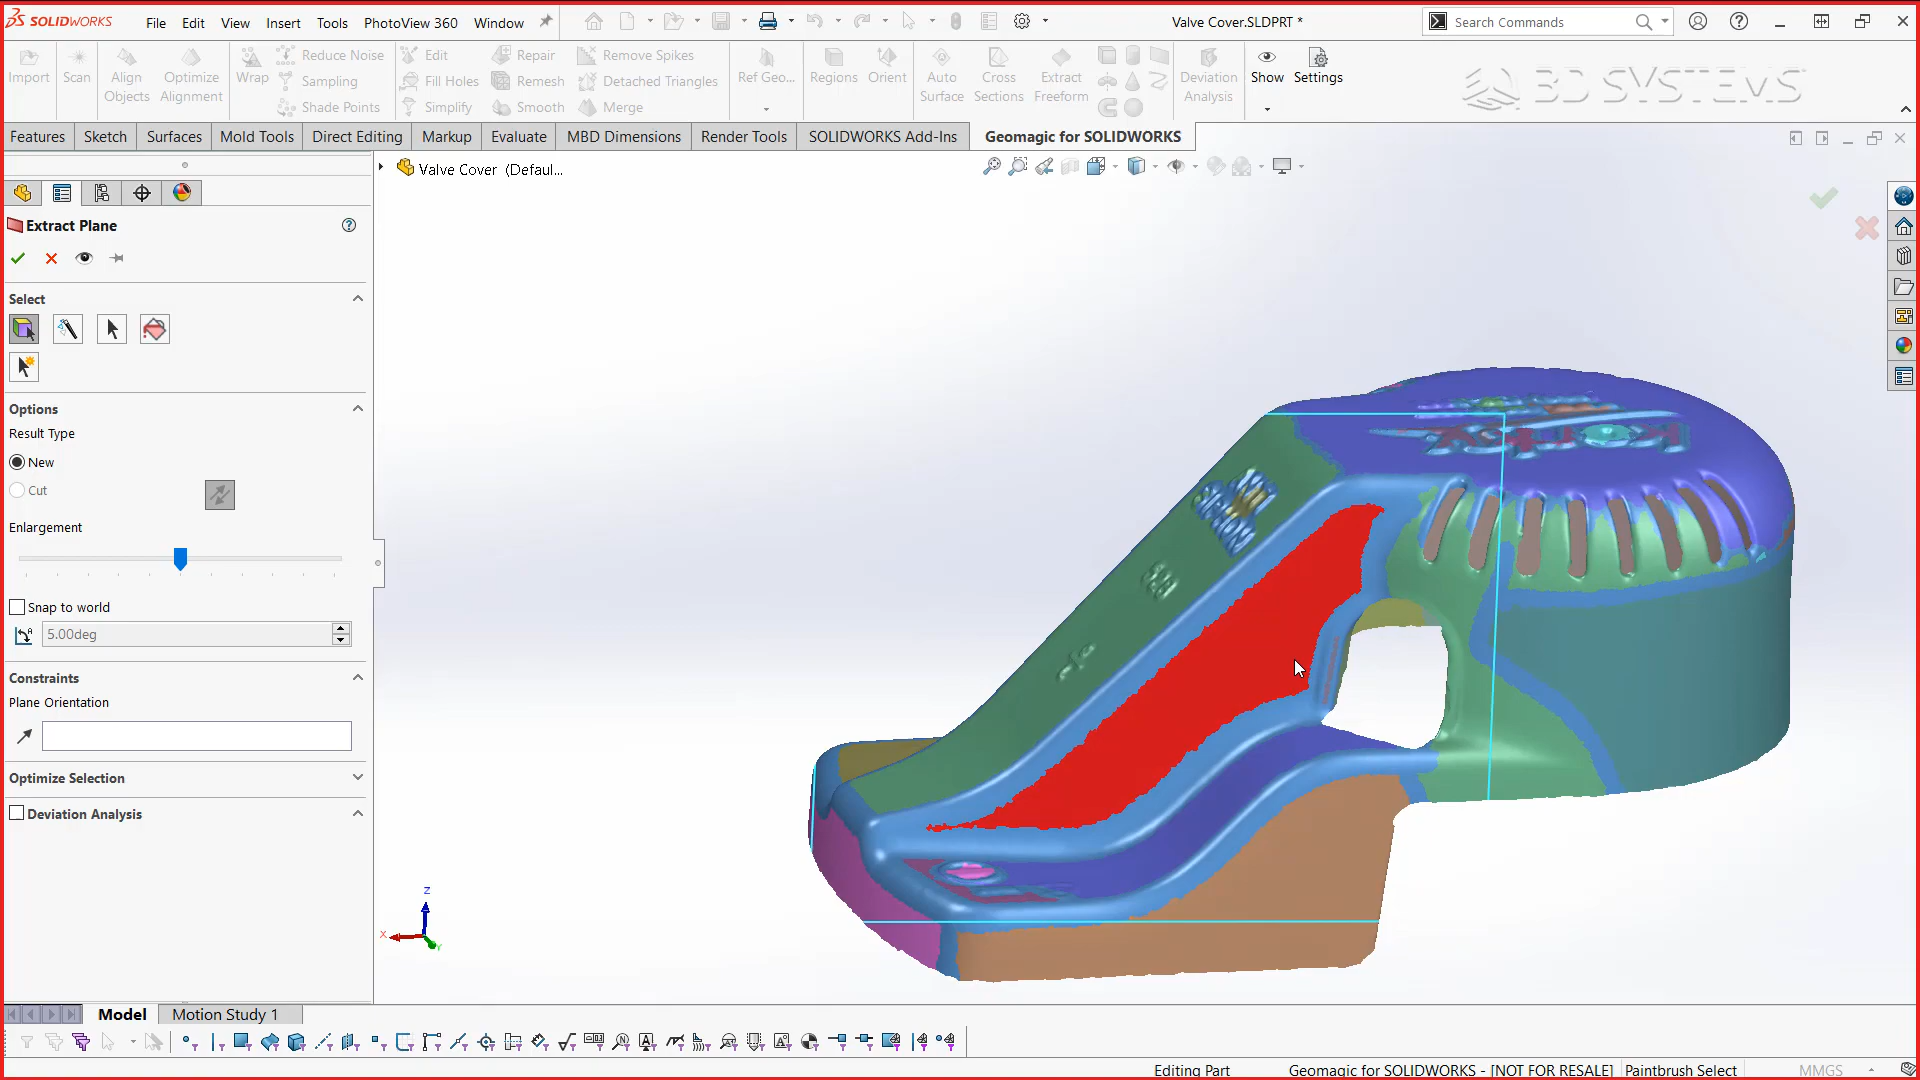 SOLIDWORKS File Edit View Insert Tools PhotoView 360 Window Valve Cover.SLDPRT * Search Commands
Import Scan Align Objects Optimize Alignment Wrap Reduce Noise Sampling Shade Points Edit Fill Holes Simplify Repair Remesh Smooth Remove Spikes Detached Triangles Merge Ref Geo... Regions Orient Auto Surface Cross Sections Extract Freeform Deviation Analysis Show Settings 3D SYSTEMS
Features Sketch Surfaces Mold Tools Direct Editing Markup Evaluate MBD Dimensions Render Tools SOLIDWORKS Add-Ins Geomagic for SOLIDWORKS
Valve Cover (Defaul...
Extract Plane
Select
Options
Result Type
New
Cut
Enlargement
Snap to world
5.00deg
Constraints
Plane Orientation
Optimize Selection
Deviation Analysis
Z
X
Y
Model Motion Study 1
Editing Part Geomagic for SOLIDWORKS - [NOT FOR RESALE] Paintbrush Select MMGS